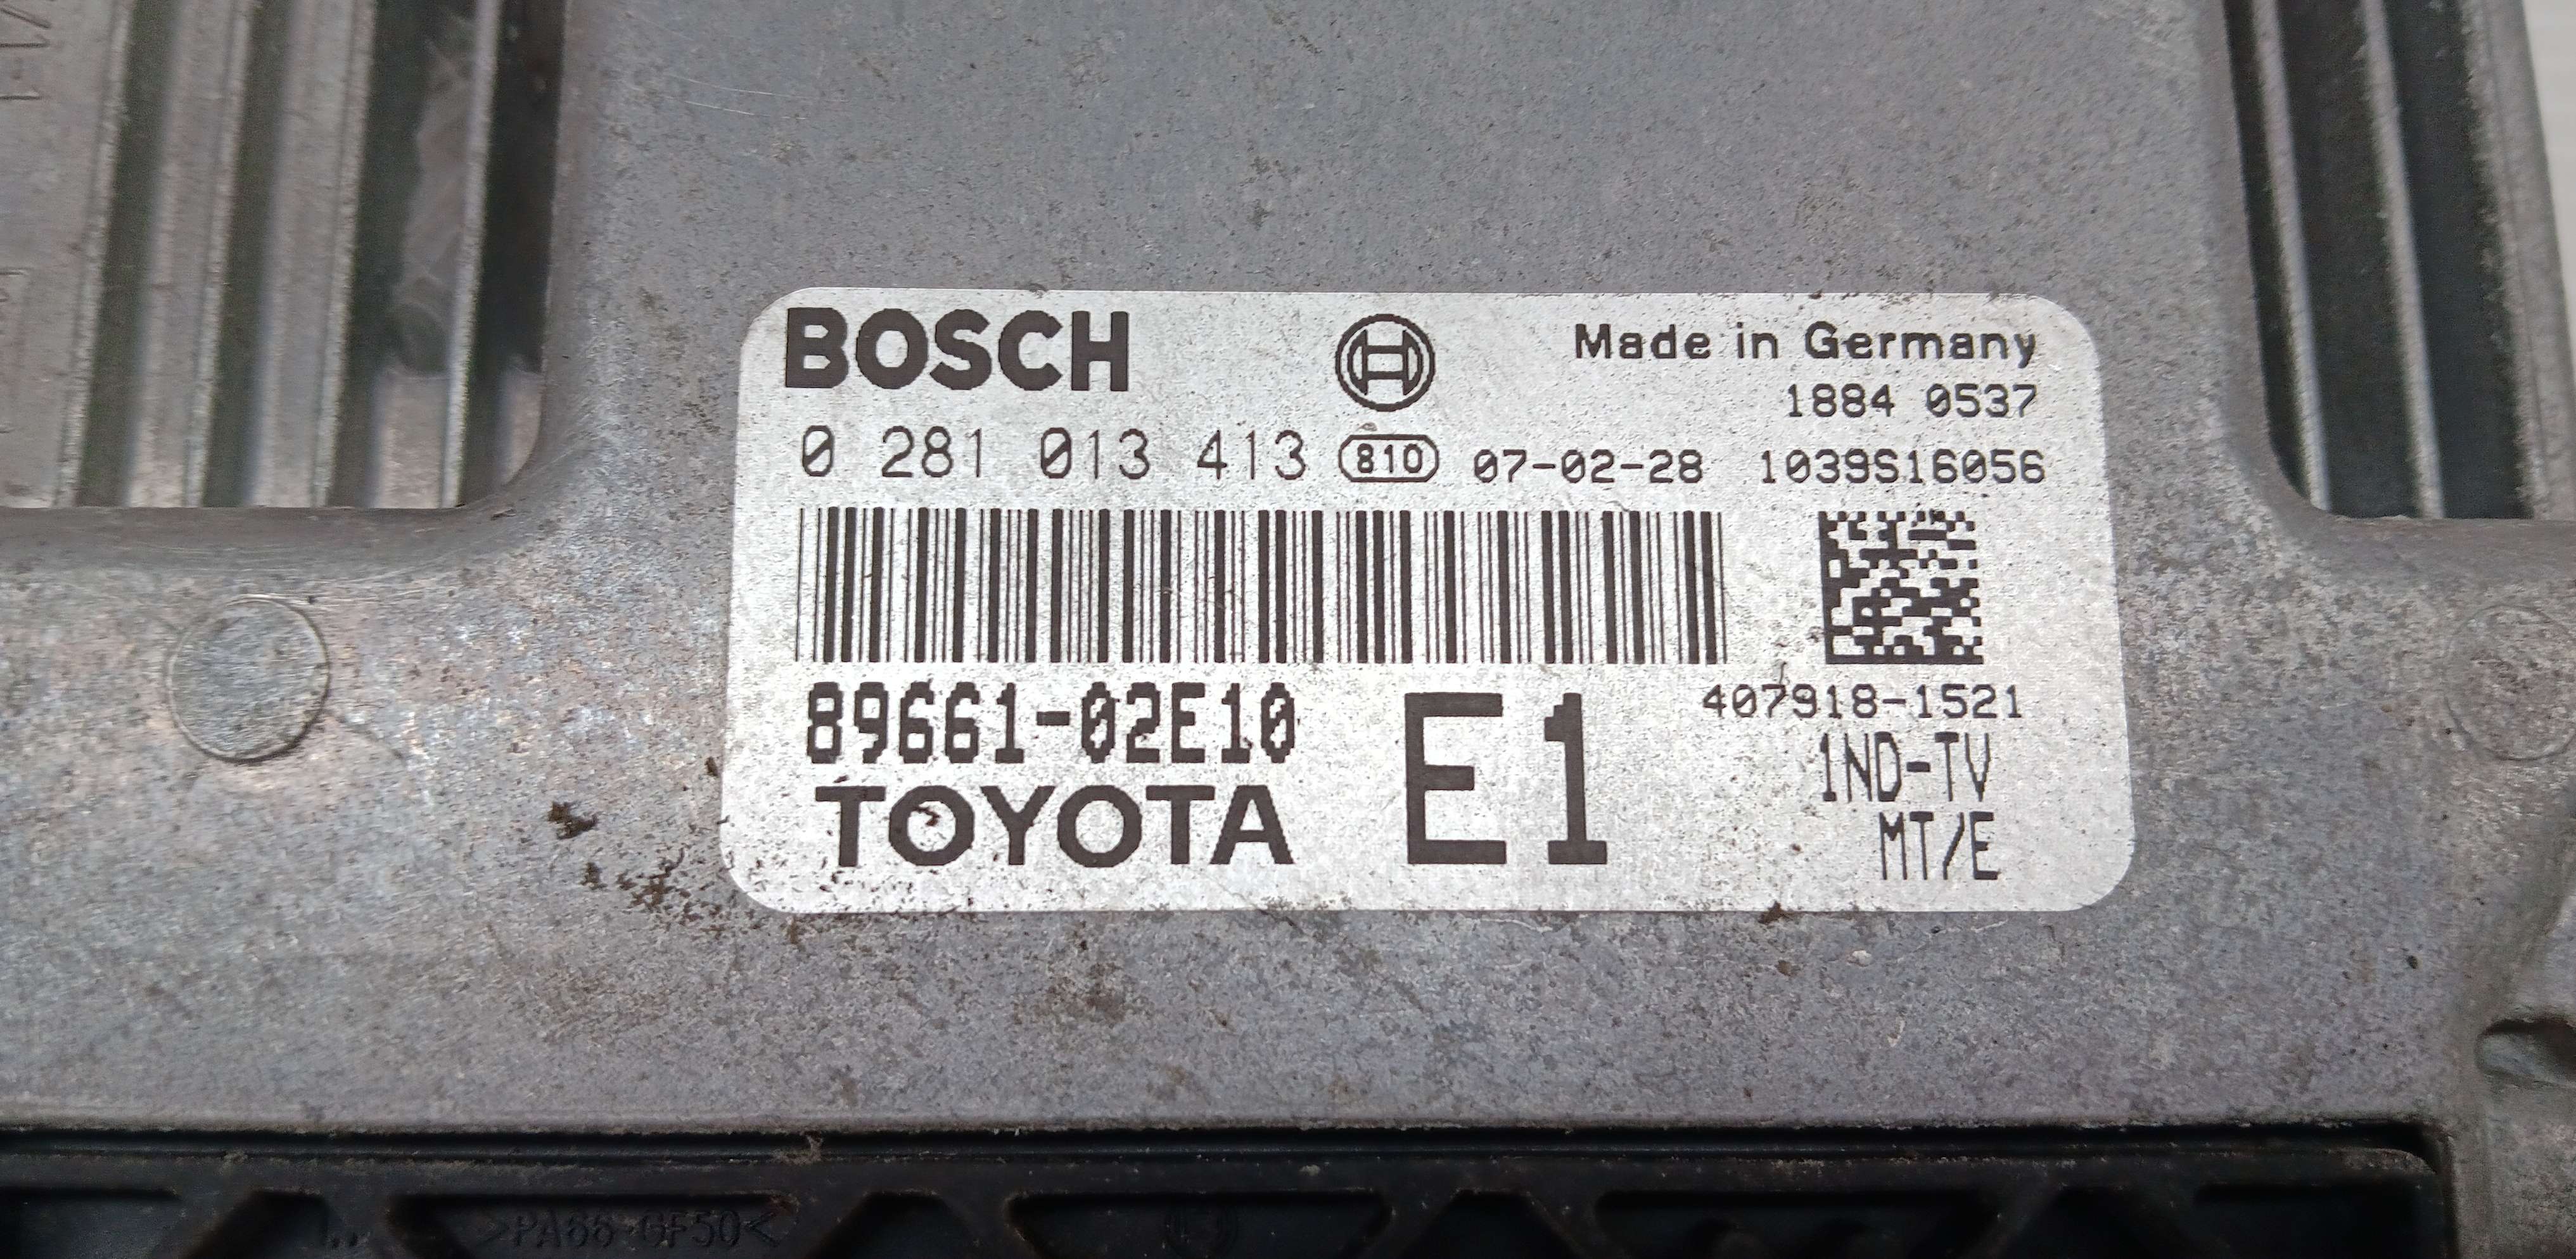 BOSCH Made in Germany
1884 0537
0 281 013 413 810 07-02-28 1039S16056
407918-1521
89661-02E10 E1
1ND-TV
TOYOTA
MT/E
>PA66-GF50<